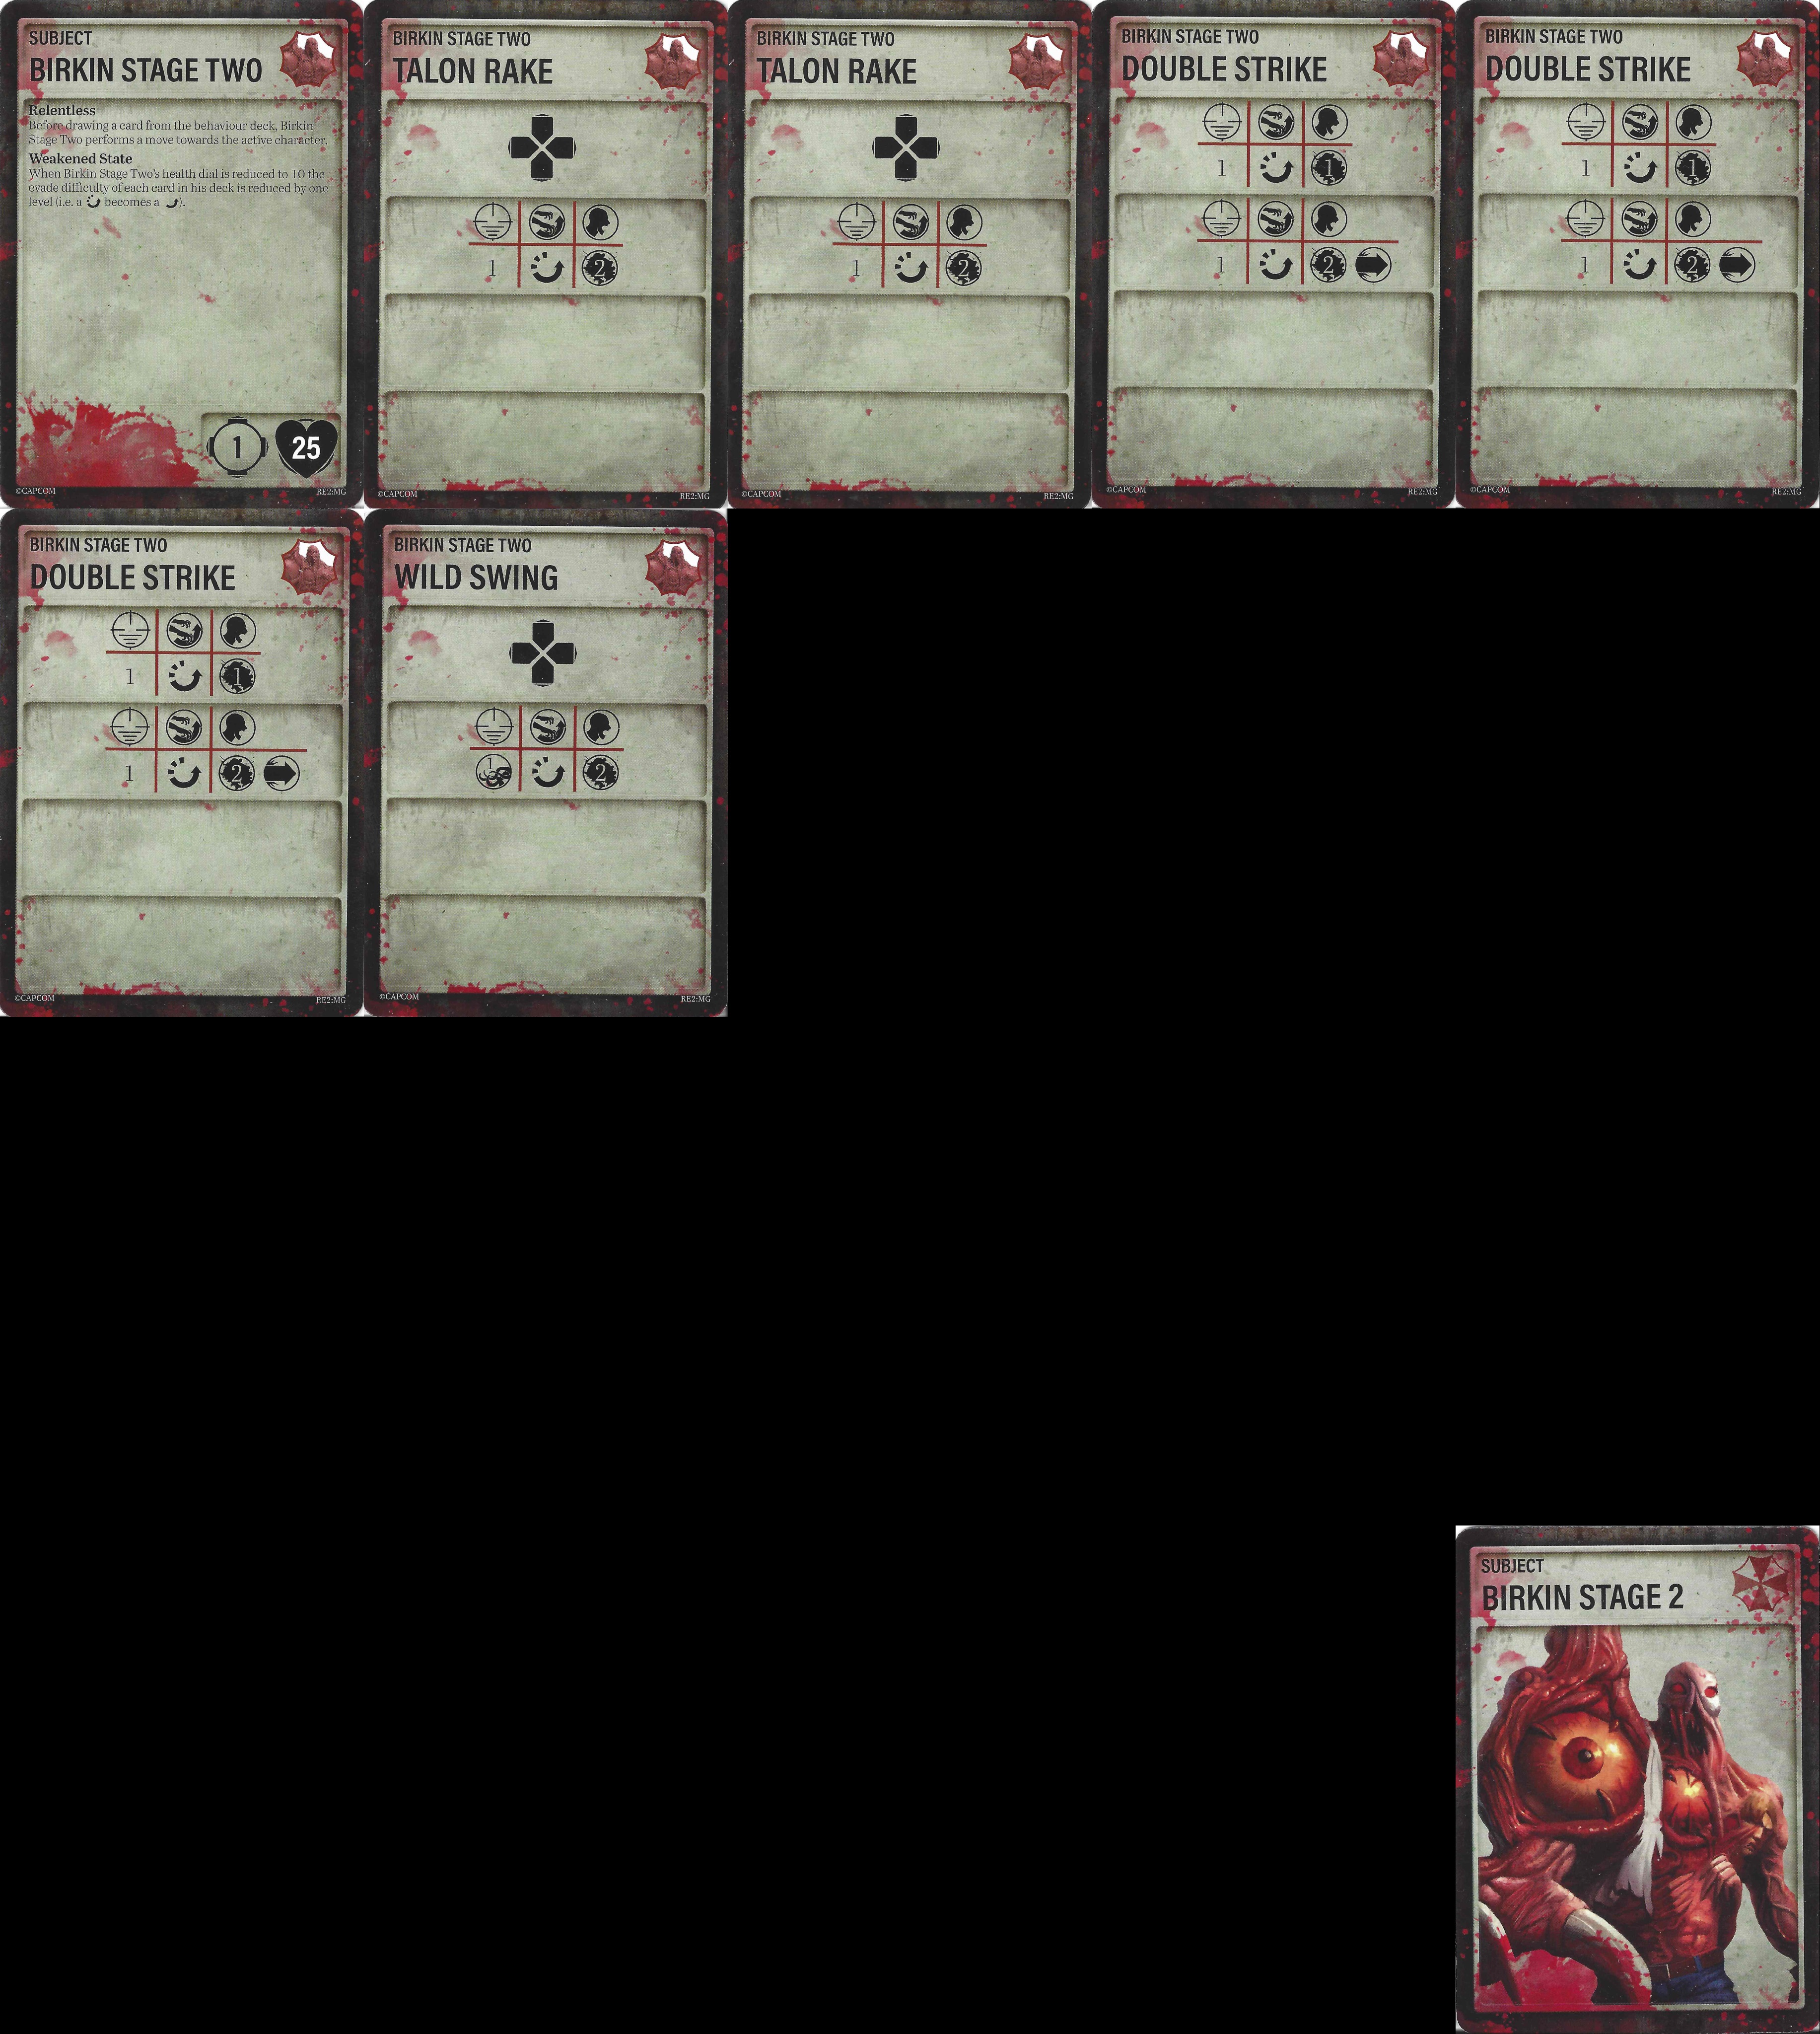 SUBJECT
BIRKIN STAGE TWO
Relentless
Before drawing a card from the behaviour deck, Birkin
Stage Two performs a move towards the active character.
Weakened State
When Birkin Stage Two's health dial is reduced to 10 the
evade difficulty of each card in his deck is reduced by one
level (i.e. a becomes a ).
1
25
©CAPCOM
RE2:MG
BIRKIN STAGE TWO
TALON RAKE
1
2
©CAPCOM
RE2:MG
BIRKIN STAGE TWO
TALON RAKE
1
2
©CAPCOM
RE2:MG
BIRKIN STAGE TWO
DOUBLE STRIKE
1 1
1 2
©CAPCOM
RE2:MG
BIRKIN STAGE TWO
DOUBLE STRIKE
1 1
1 2
©CAPCOM
RE2:MG
BIRKIN STAGE TWO
DOUBLE STRIKE
1 1
1 2
©CAPCOM
RE2:MG
BIRKIN STAGE TWO
WILD SWING
1 2
©CAPCOM
RE2:MG
SUBJECT
BIRKIN STAGE 2